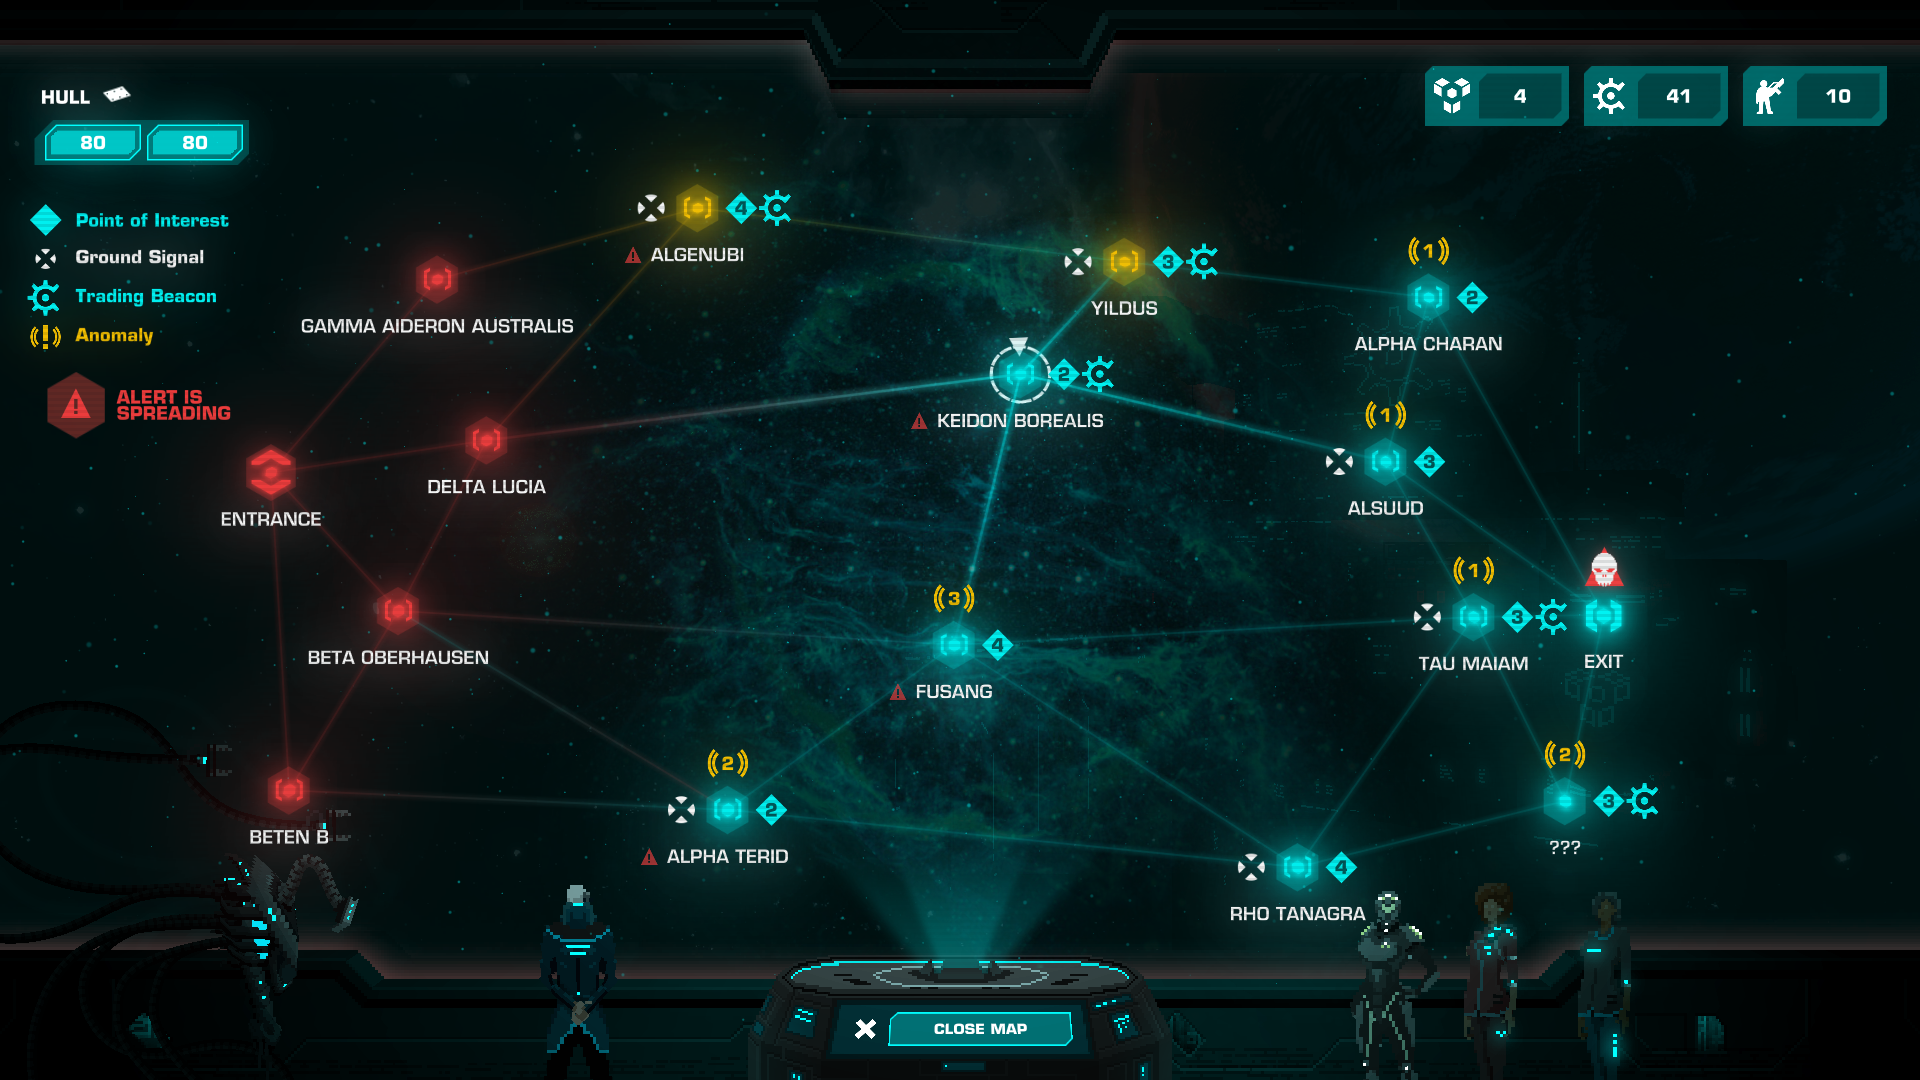 HULL
80 80
4
41
10
Point of Interest
Ground Signal
Trading Beacon
Anomaly
ALERT IS
SPREADING
4
ALGENUBI
GAMMA AIDERON AUSTRALIS
3
YILDUS
1
2
ALPHA CHARAN
2
KEIDON BOREALIS
1
3
ALSUUD
DELTA LUCIA
ENTRANCE
BETA OBERHAUSEN
3
4
FUSANG
1
3
TAU MAIAM
EXIT
BETEN B
2
2
ALPHA TERID
2
3
???
4
RHO TANAGRA
CLOSE MAP